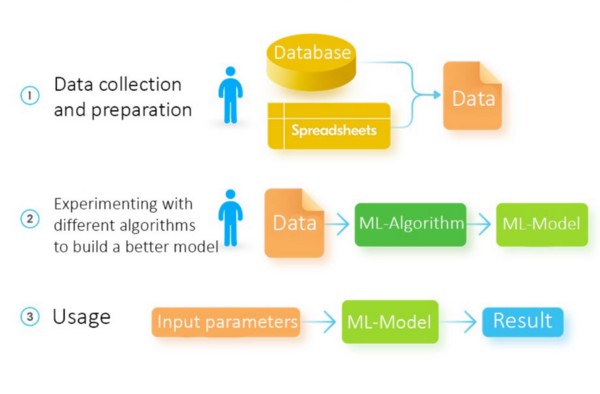 1
Data collection
and preparation
Database
Spreadsheets
Data
2
Experimenting with
different algorithms
to build a better model
Data
ML-Algorithm
ML-Model
3
Usage
Input parameters
ML-Model
Result